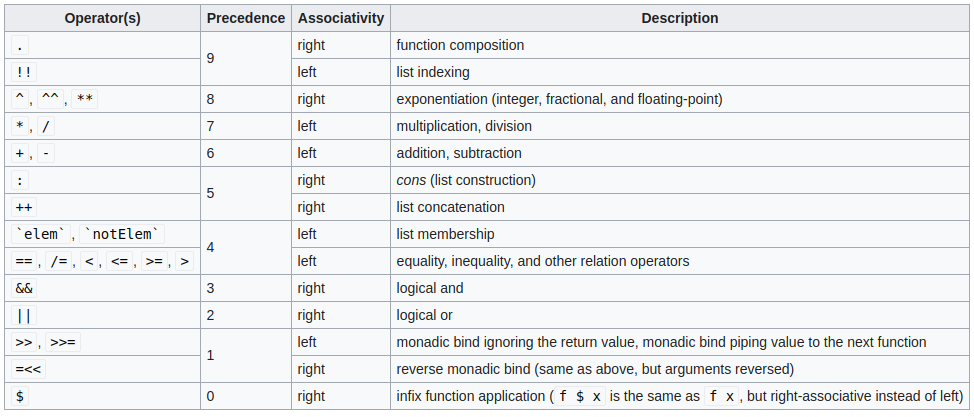 Operator(s) Precedence Associativity Description
. 9 right function composition
!! left list indexing
^ , ^^ , ** 8 right exponentiation (integer, fractional, and floating-point)
* , / 7 left multiplication, division
+ , - 6 left addition, subtraction
: 5 right cons (list construction)
++ right list concatenation
`elem` , `notElem` 4 left list membership
== , /= , < , <= , >= , > left equality, inequality, and other relation operators
&& 3 right logical and
|| 2 right logical or
>> , >>= 1 left monadic bind ignoring the return value, monadic bind piping value to the next function
=<< right reverse monadic bind (same as above, but arguments reversed)
$ 0 right infix function application ( f $ x is the same as f x , but right-associative instead of left)